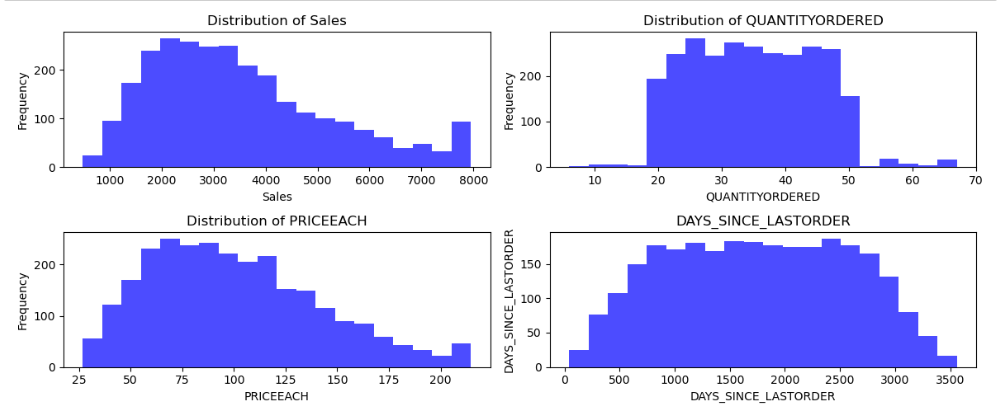 Distribution of Sales
Frequency
200
100
0
1000 2000 3000 4000 5000 6000 7000 8000
Sales
Distribution of QUANTITYORDERED
Frequency
200
100
0
10 20 30 40 50 60 70
QUANTITYORDERED
Distribution of PRICEEACH
Frequency
200
100
0
25 50 75 100 125 150 175 200
PRICEEACH
DAYS_SINCE_LASTORDER
DAYS_SINCE_LASTORDER
150
100
50
0
0 500 1000 1500 2000 2500 3000 3500
DAYS_SINCE_LASTORDER